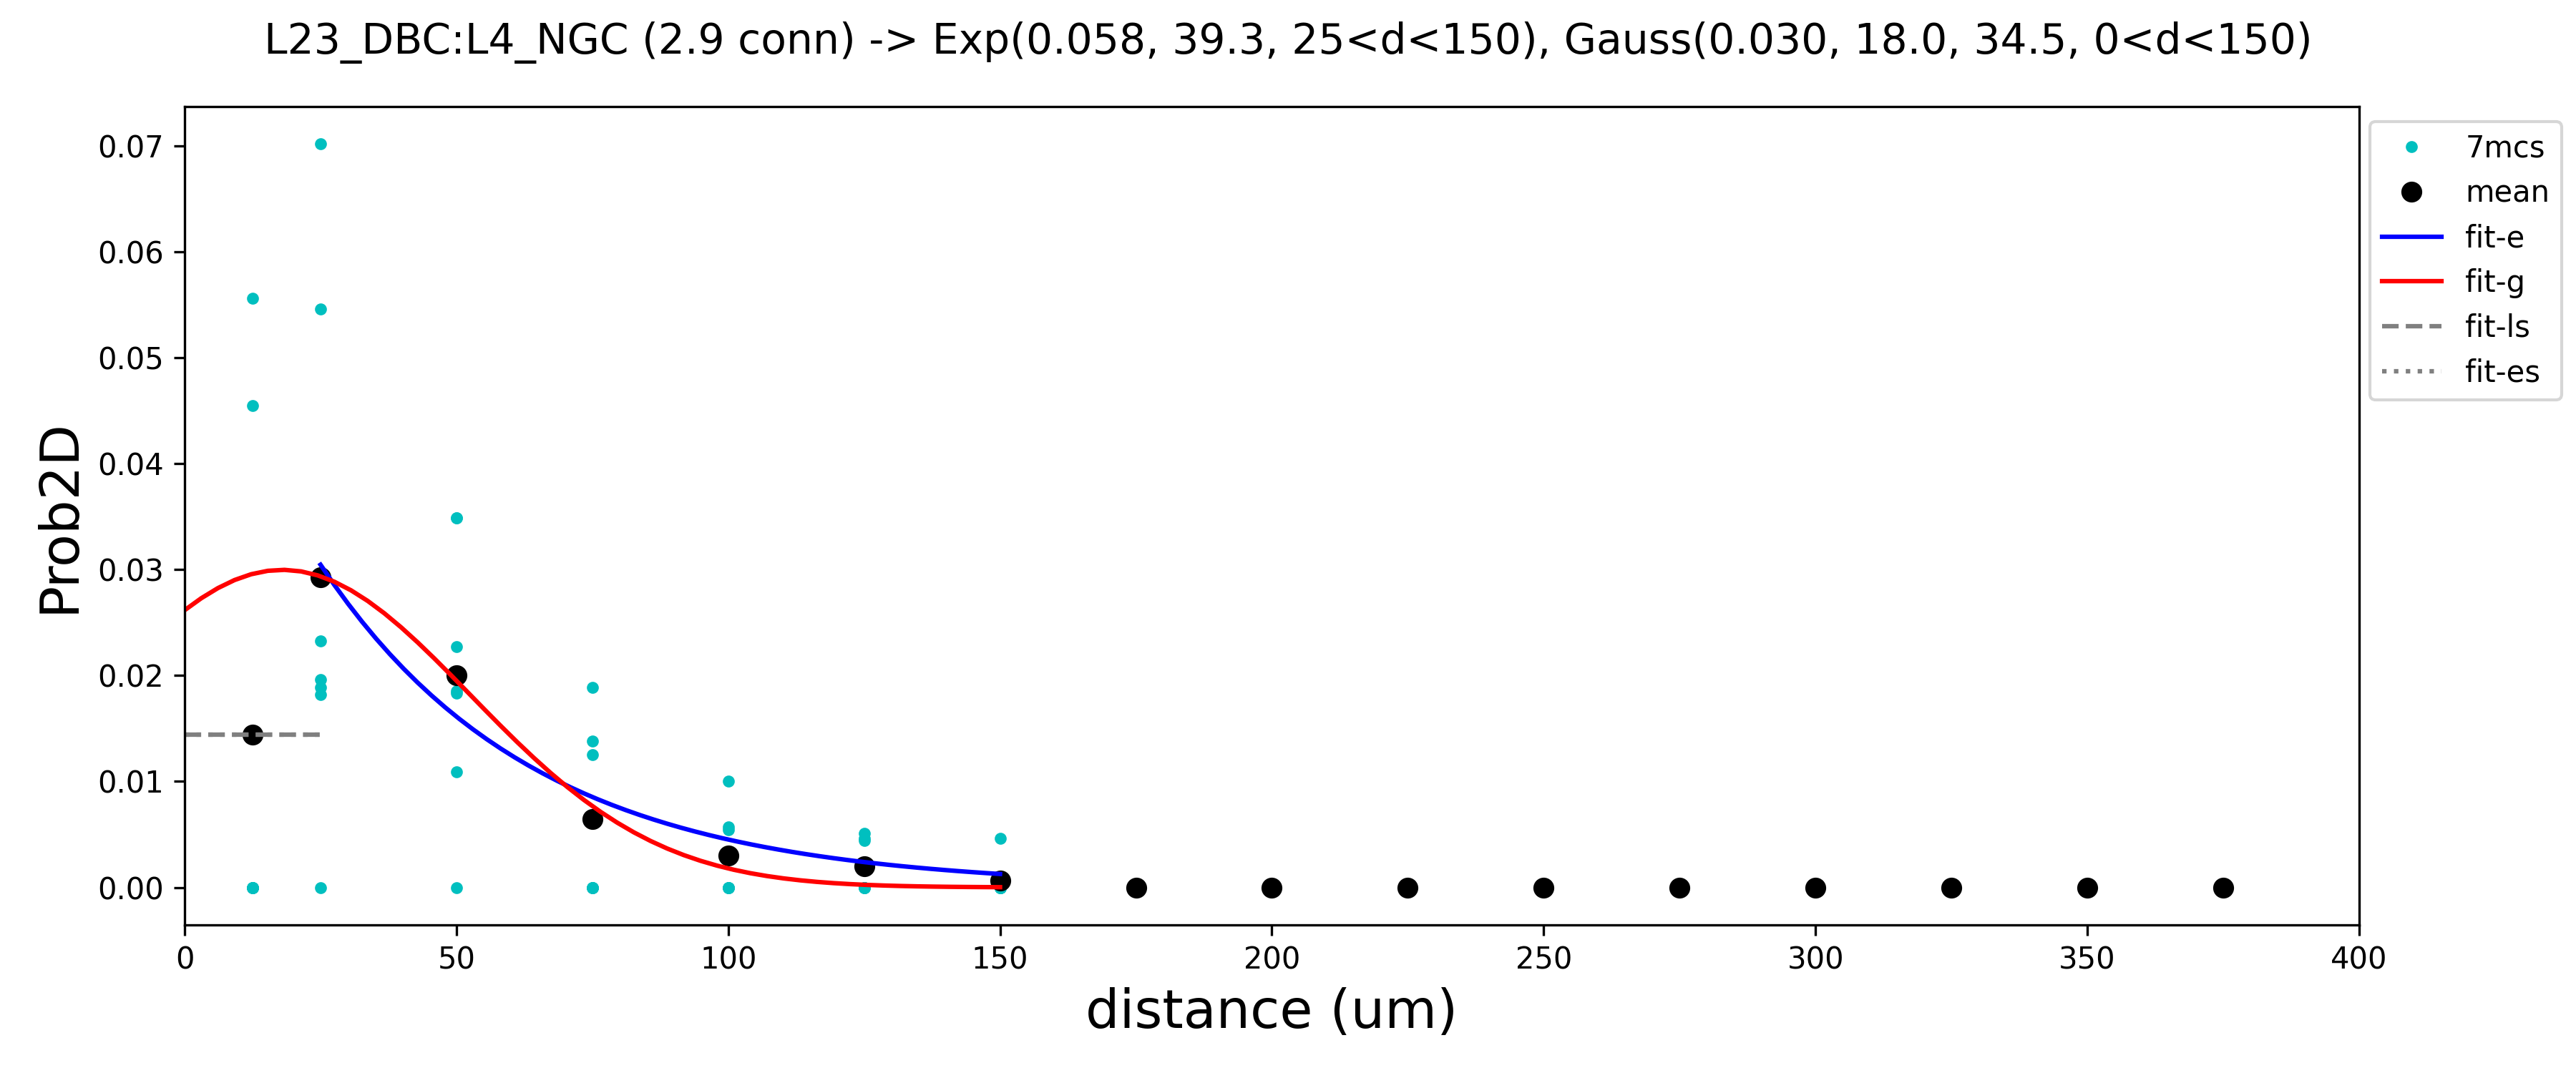 L23_DBC:L4_NGC (2.9 conn) -> Exp(0.058, 39.3, 25<d<150), Gauss(0.030, 18.0, 34.5, 0<d<150)
Prob2D
0.07
0.06
0.05
0.04
0.03
0.02
0.01
0.00
0 50 100 150 200 250 300 350 400
distance (um)
7mcs
mean
fit-e
fit-g
fit-ls
fit-es